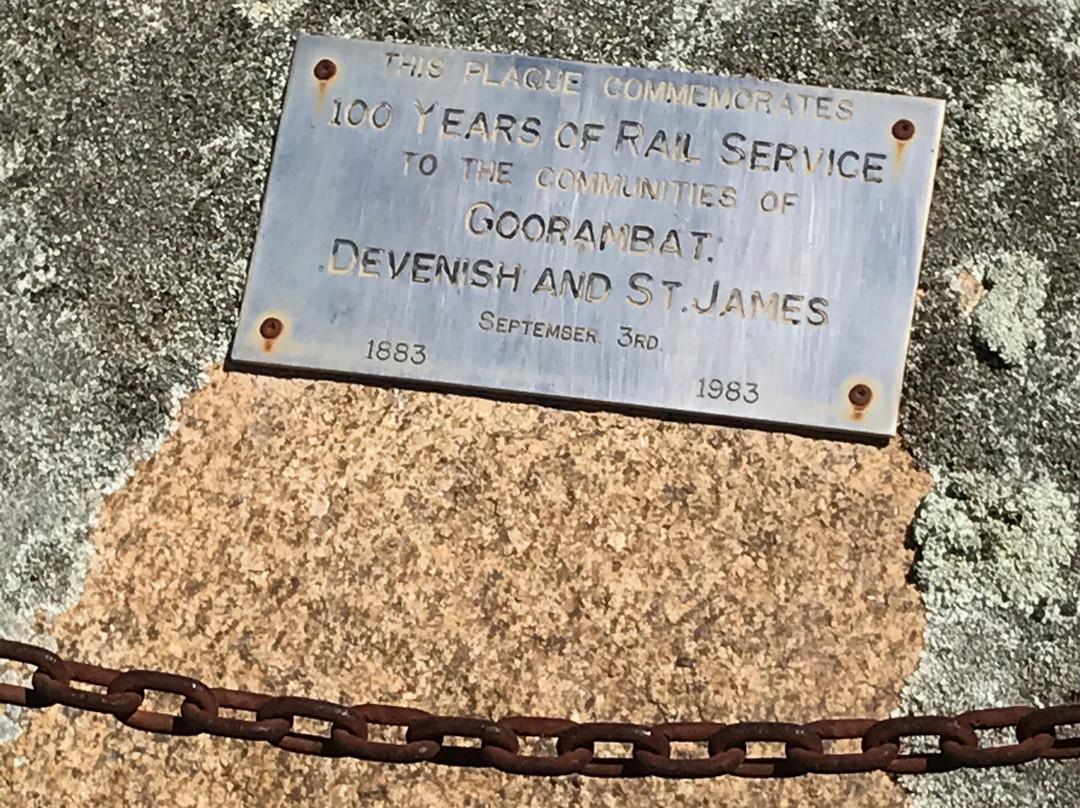 THIS PLAQUE COMMEMORATES
100 YEARS OF RAIL SERVICE
TO THE COMMUNITIES OF
GOORAMBAT.
DEVENISH AND ST. JAMES
SEPTEMBER 3RD.
1883 1983